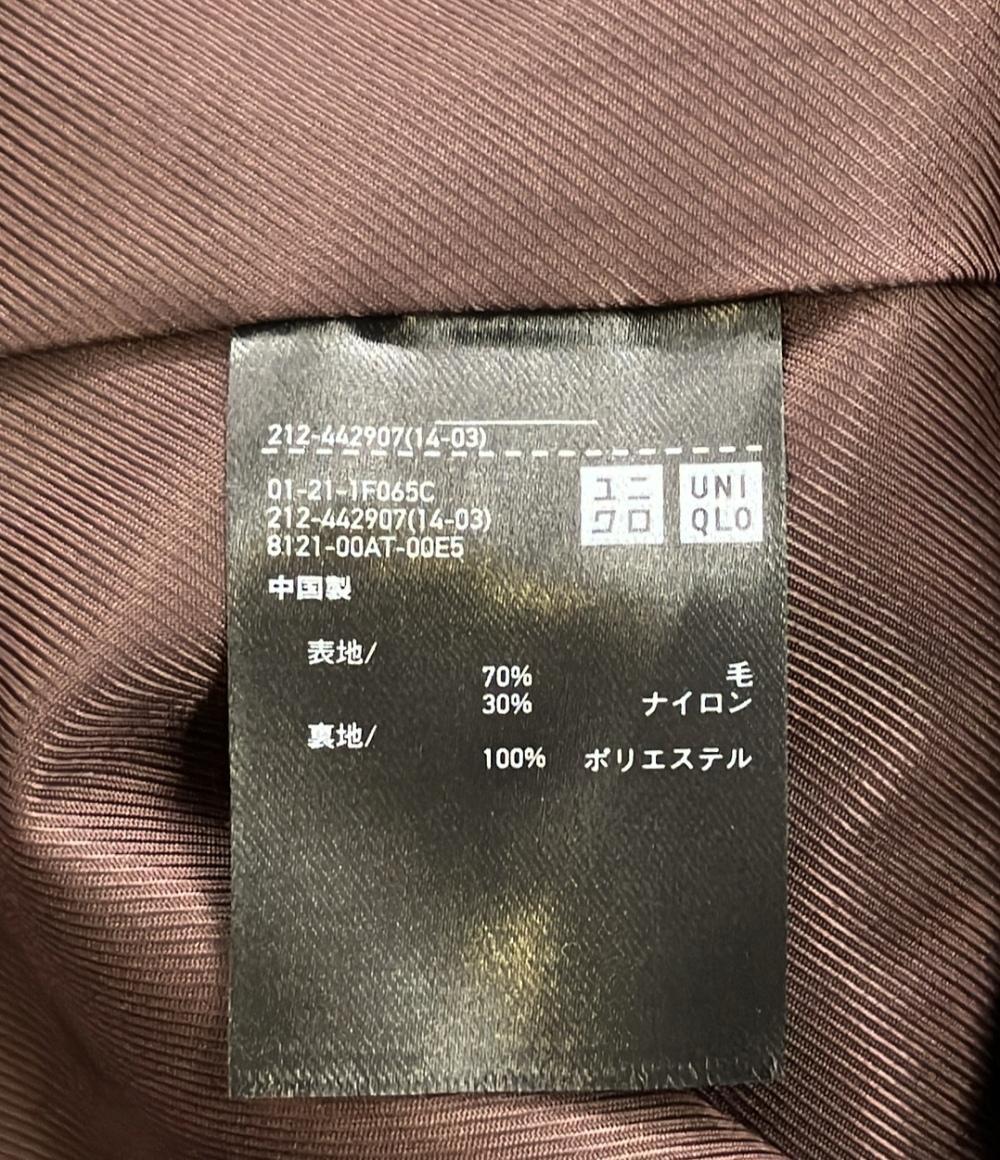 212-442907(14-03)
01-21-1F065C
212-442907(14-03)
8121-00AT-00E5
ユニ
クロ
UNI
QLO
中国製
表地/
70% 毛
30% ナイロン
裏地/
100% ポリエステル